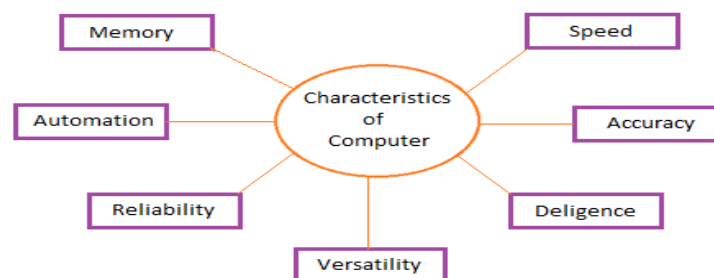 Memory
Speed
Characteristics
of
Computer
Automation
Accuracy
Reliability
Deligence
Versatility